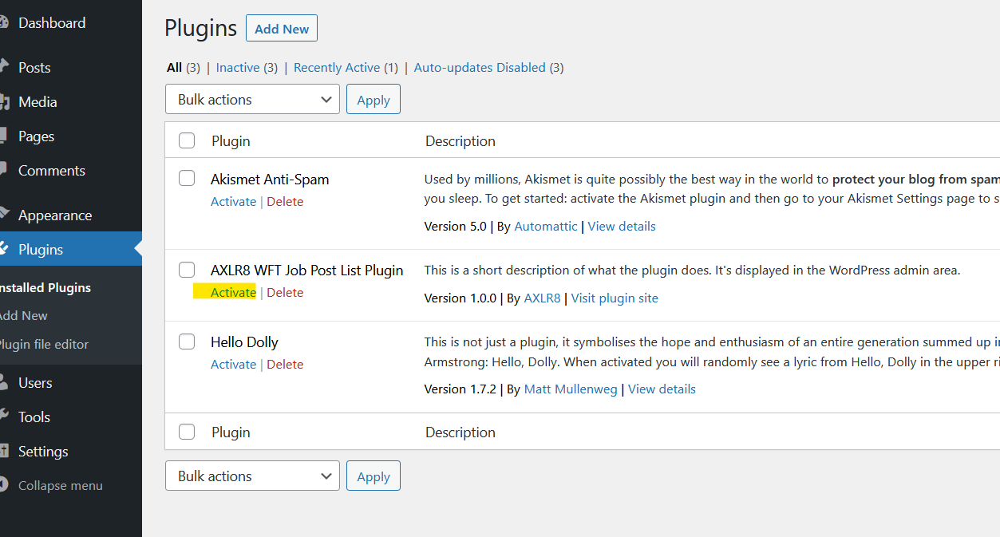 Dashboard
Posts
Media
Pages
Comments
Appearance
Plugins
nstalled Plugins
Add New
Plugin file editor
Users
Tools
Settings
Collapse menu
Plugins Add New
All (3) | Inactive (3) | Recently Active (1) | Auto-updates Disabled (3)
Bulk actions Apply
Plugin Description
Akismet Anti-Spam
Activate | Delete
Used by millions, Akismet is quite possibly the best way in the world to protect your blog from spam
you sleep. To get started: activate the Akismet plugin and then go to your Akismet Settings page to s
Version 5.0 | By Automattic | View details
AXLR8 WFT Job Post List Plugin
Activate | Delete
This is a short description of what the plugin does. It's displayed in the WordPress admin area.
Version 1.0.0 | By AXLR8 | Visit plugin site
Hello Dolly
Activate | Delete
This is not just a plugin, it symbolises the hope and enthusiasm of an entire generation summed up i
Armstrong: Hello, Dolly. When activated you will randomly see a lyric from Hello, Dolly in the upper ri
Version 1.7.2 | By Matt Mullenweg | View details
Plugin Description
Bulk actions Apply